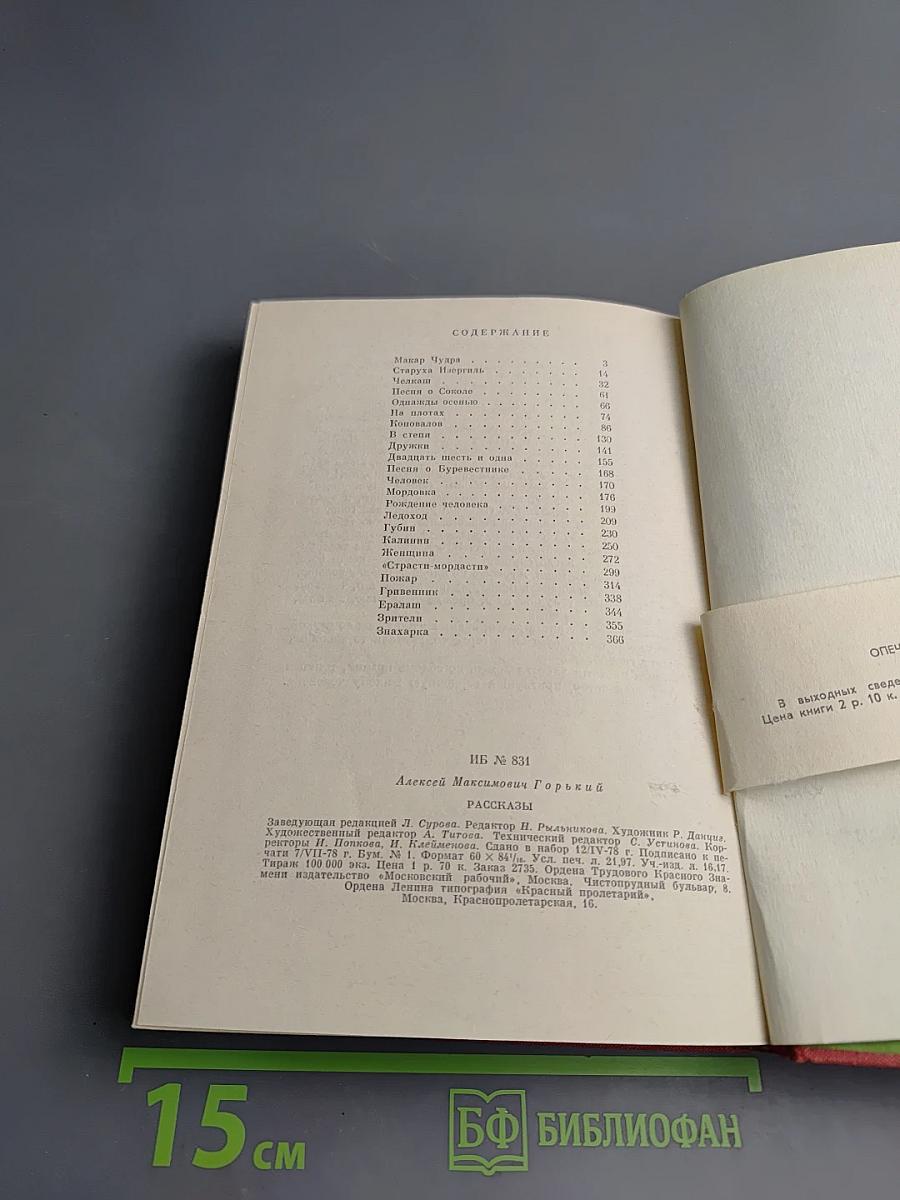 СОДЕРЖАНИЕ
Макар Чудра . . . . . . . . . 3
Старуха Изергиль . . . . . . . 14
Челкаш . . . . . . . . . . . 32
Песня о Соколе . . . . . . . . 61
Однажды осенью . . . . . . . . 66
На плотах . . . . . . . . . . 74
Коновалов . . . . . . . . . . 86
В степи . . . . . . . . . . . 130
Дружки . . . . . . . . . . . 141
Двадцать шесть и одна . . . . . . 155
Песня о Буревестнике . . . . . . 168
Человек . . . . . . . . . . . 170
Мордовка . . . . . . . . . . . 176
Рождение человека . . . . . . . 199
Ледоход . . . . . . . . . . . 209
Губин . . . . . . . . . . . . 230
Калинин . . . . . . . . . . . 250
Женщина . . . . . . . . . . . 272
«Страсти-мордасти» . . . . . . . 299
Пожар . . . . . . . . . . . . 314
Гривенник . . . . . . . . . . 338
Ералаш . . . . . . . . . . . 344
Зрители . . . . . . . . . . . 355
Знахарка . . . . . . . . . . . 366
ИБ № 831
Алексей Максимович Горький
РАССКАЗЫ
Заведующая редакцией Л. Сурова. Редактор Н. Рыльникова. Художник Р. Данциг.
Художественный редактор А. Титова. Технический редактор С. Устинова. Кор-
ректоры И. Попкова, И. Клейменова. Сдано в набор 12/IV-78 г. Подписано к пе-
чати 7/VII-78 г. Бум. № 1. Формат 60 × 84¹/₁₆. Усл. печ. л. 21,97. Уч.-изд. л. 16,17.
Тираж 100 000 экз. Цена 1 р. 70 к. Заказ 2735. Ордена Трудового Красного Зна-
мени издательство «Московский рабочий», Москва, Чистопрудный бульвар, 8.
Ордена Ленина типография «Красный пролетарий»,
Москва, Краснопролетарская, 16.
ОПЕЧ
В выходных сведе
Цена книги 2 р. 10 к.
15 см
БФ БИБЛИОФАН